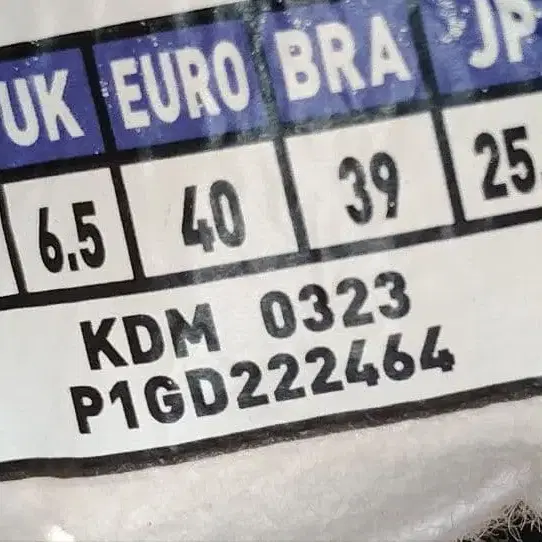 UK EURO BRA JP
6.5 40 39 25
KDM 0323
P1GD222464